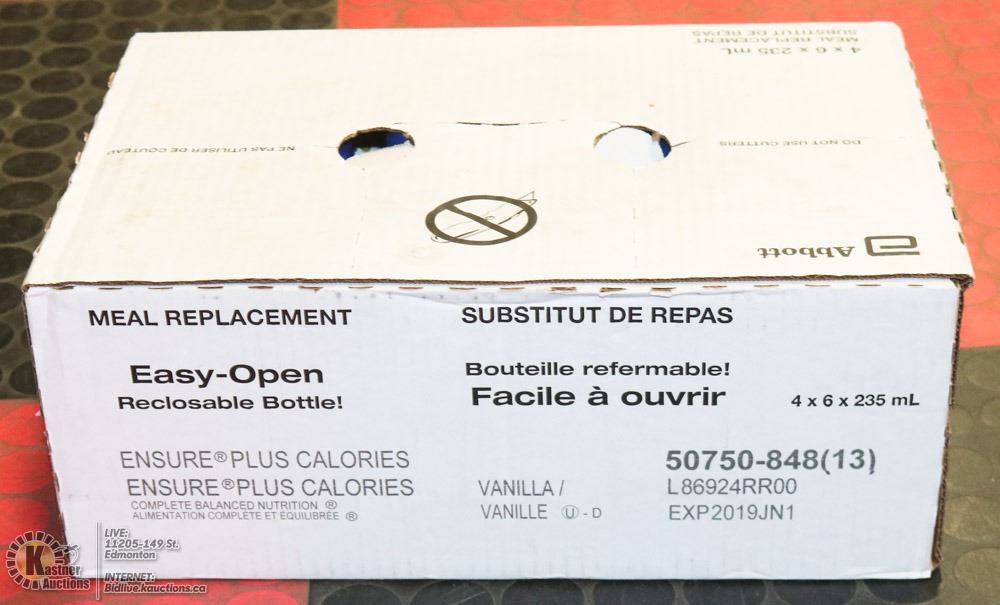 MEAL REPLACEMENT
SUBSTITUT DE REPAS
4 x 6 x 235 mL
NE PAS UTILISER DE COUTEAU
DO NOT USE CUTTERS
Abbott
MEAL REPLACEMENT SUBSTITUT DE REPAS
Easy-Open Bouteille refermable!
Reclosable Bottle! Facile à ouvrir 4 x 6 x 235 mL
ENSURE® PLUS CALORIES 50750-848(13)
ENSURE® PLUS CALORIES VANILLA / L86924RR00
COMPLETE BALANCED NUTRITION ® VANILLE Ⓤ - D EXP2019JN1
ALIMENTATION COMPLÈTE ET ÉQUILIBRÉE ®
Kastner
Auctions
LIVE:
11205-149 St.
Edmonton
INTERNET:
Bidlive.kauctions.ca